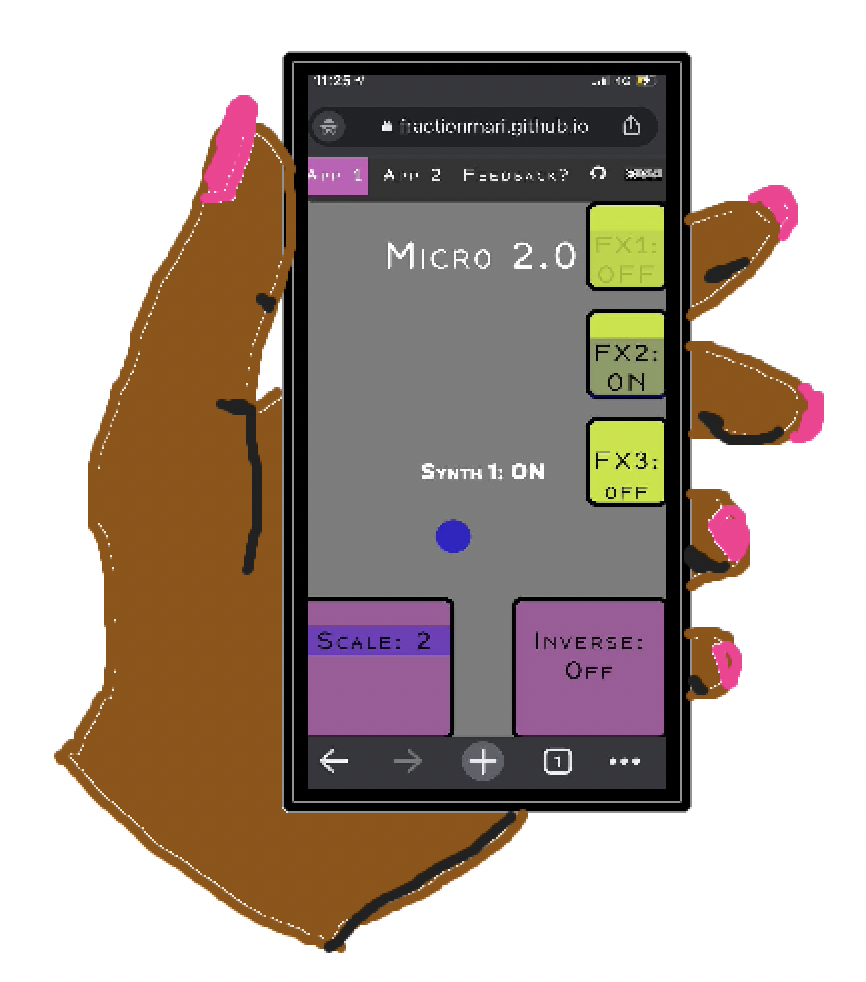 11:25
4G
fractionmari.github.io
App 1 App 2 Feedback?
Micro 2.0
FX1:
OFF
FX2:
ON
Synth 1: ON
FX3:
OFF
Scale: 2
Inverse:
Off
1